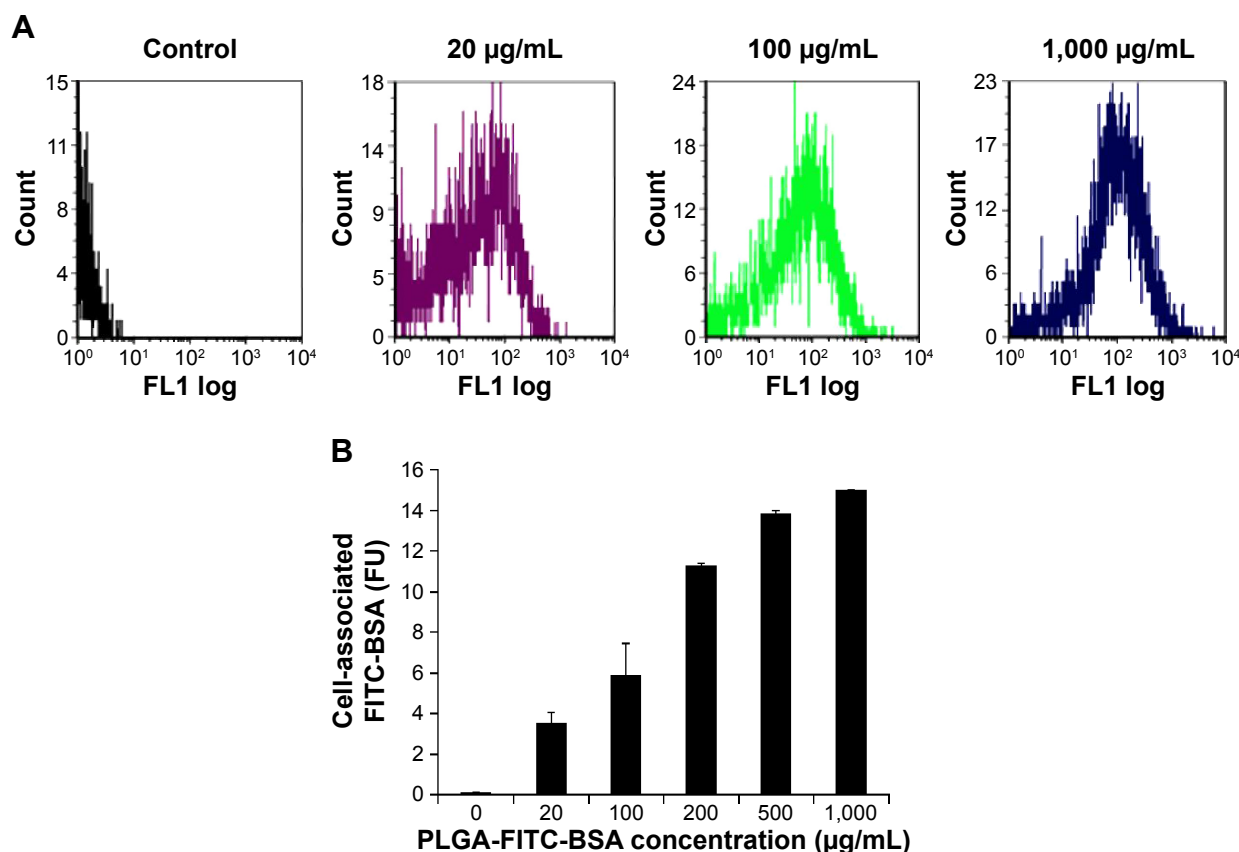 A
Control
20 µg/mL
100 µg/mL
1,000 µg/mL
Count
15
11
8
4
0
10⁰ 10¹ 10² 10³ 10⁴
FL1 log
Count
18
14
9
5
0
10⁰ 10¹ 10² 10³ 10⁴
FL1 log
Count
24
18
12
6
0
10⁰ 10¹ 10² 10³ 10⁴
FL1 log
Count
23
17
12
6
0
10⁰ 10¹ 10² 10³ 10⁴
FL1 log
B
Cell-associated
FITC-BSA (FU)
16
14
12
10
8
6
4
2
0
0 20 100 200 500 1,000
PLGA-FITC-BSA concentration (µg/mL)